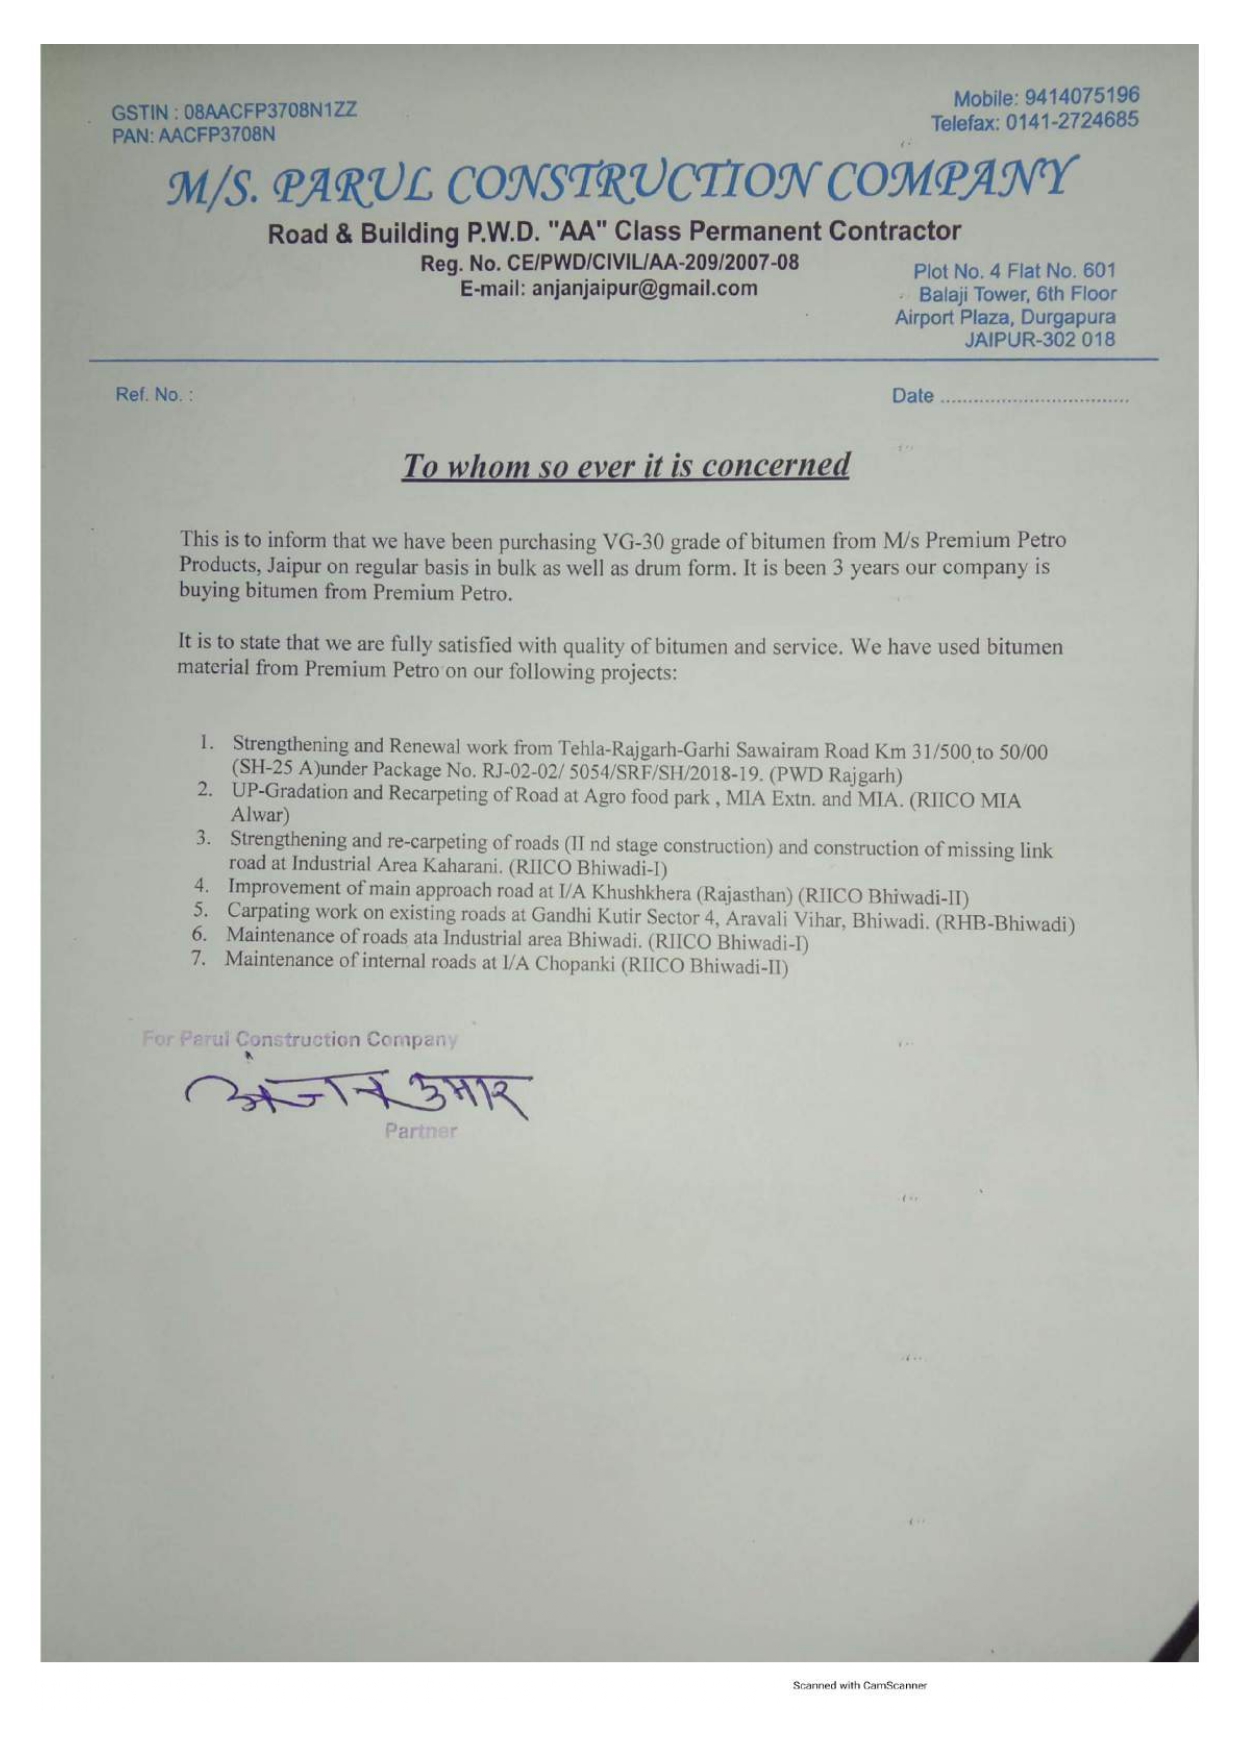 GSTIN : 08AACFP3708N1ZZ
PAN: AACFP3708N
Mobile: 9414075196
Telefax: 0141-2724685
M/S. PARUL CONSTRUCTION COMPANY
Road & Building P.W.D. "AA" Class Permanent Contractor
Reg. No. CE/PWD/CIVIL/AA-209/2007-08
E-mail: anjanjaipur@gmail.com
Plot No. 4 Flat No. 601
Balaji Tower, 6th Floor
Airport Plaza, Durgapura
JAIPUR-302 018
Ref. No. :
Date ..................................
To whom so ever it is concerned
This is to inform that we have been purchasing VG-30 grade of bitumen from M/s Premium Petro
Products, Jaipur on regular basis in bulk as well as drum form. It is been 3 years our company is
buying bitumen from Premium Petro.
It is to state that we are fully satisfied with quality of bitumen and service. We have used bitumen
material from Premium Petro on our following projects:
1. Strengthening and Renewal work from Tehla-Rajgarh-Garhi Sawairam Road Km 31/500 to 50/00
(SH-25 A)under Package No. RJ-02-02/ 5054/SRF/SH/2018-19. (PWD Rajgarh)
2. UP-Gradation and Recarpeting of Road at Agro food park , MIA Extn. and MIA. (RIICO MIA
Alwar)
3. Strengthening and re-carpeting of roads (II nd stage construction) and construction of missing link
road at Industrial Area Kaharani. (RIICO Bhiwadi-I)
4. Improvement of main approach road at I/A Khushkhera (Rajasthan) (RIICO Bhiwadi-II)
5. Carpating work on existing roads at Gandhi Kutir Sector 4, Aravali Vihar, Bhiwadi. (RHB-Bhiwadi)
6. Maintenance of roads ata Industrial area Bhiwadi. (RIICO Bhiwadi-I)
7. Maintenance of internal roads at I/A Chopanki (RIICO Bhiwadi-II)
For Parul Construction Company
Partner
Scanned with CamScanner